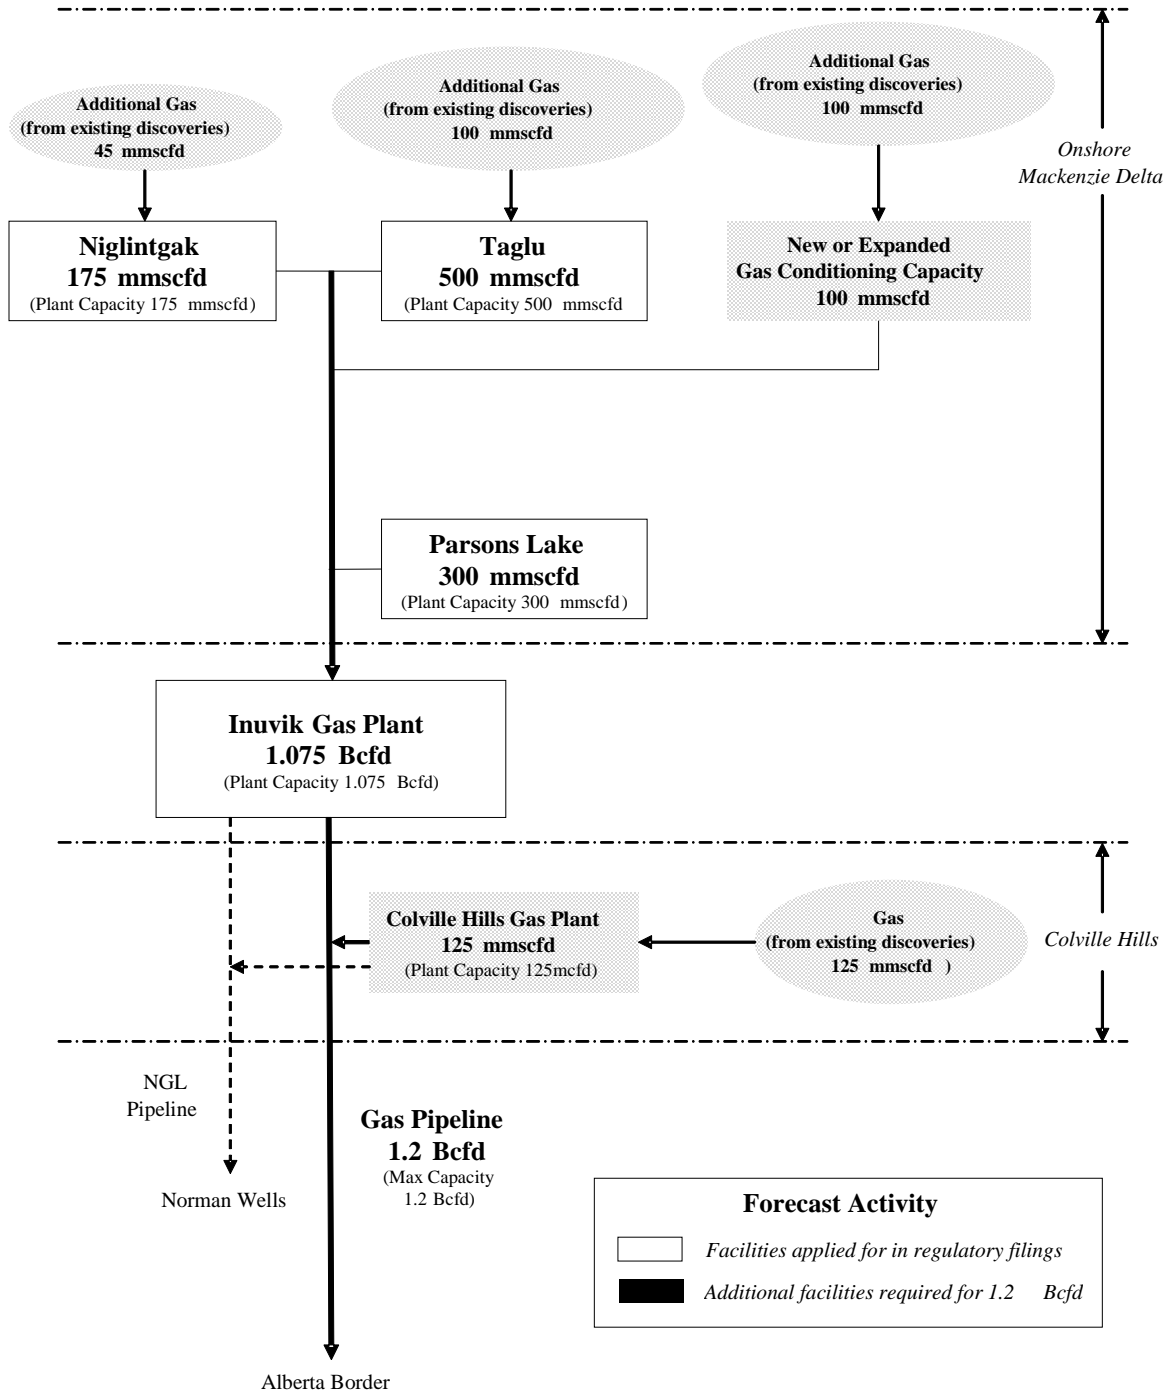 Additional Gas
(from existing discoveries)
45 mmscfd
Additional Gas
(from existing discoveries)
100 mmscfd
Additional Gas
(from existing discoveries)
100 mmscfd
Onshore
Mackenzie Delta
Niglintgak
175 mmscfd
(Plant Capacity 175 mmscfd)
Taglu
500 mmscfd
(Plant Capacity 500 mmscfd
New or Expanded
Gas Conditioning Capacity
100 mmscfd
Parsons Lake
300 mmscfd
(Plant Capacity 300 mmscfd)
Inuvik Gas Plant
1.075 Bcfd
(Plant Capacity 1.075 Bcfd)
Colville Hills Gas Plant
125 mmscfd
(Plant Capacity 125mcfd)
Gas
(from existing discoveries)
125 mmscfd )
Colville Hills
NGL
Pipeline
Gas Pipeline
1.2 Bcfd
(Max Capacity
1.2 Bcfd)
Norman Wells
Forecast Activity
Facilities applied for in regulatory filings
Additional facilities required for 1.2 Bcfd
Alberta Border